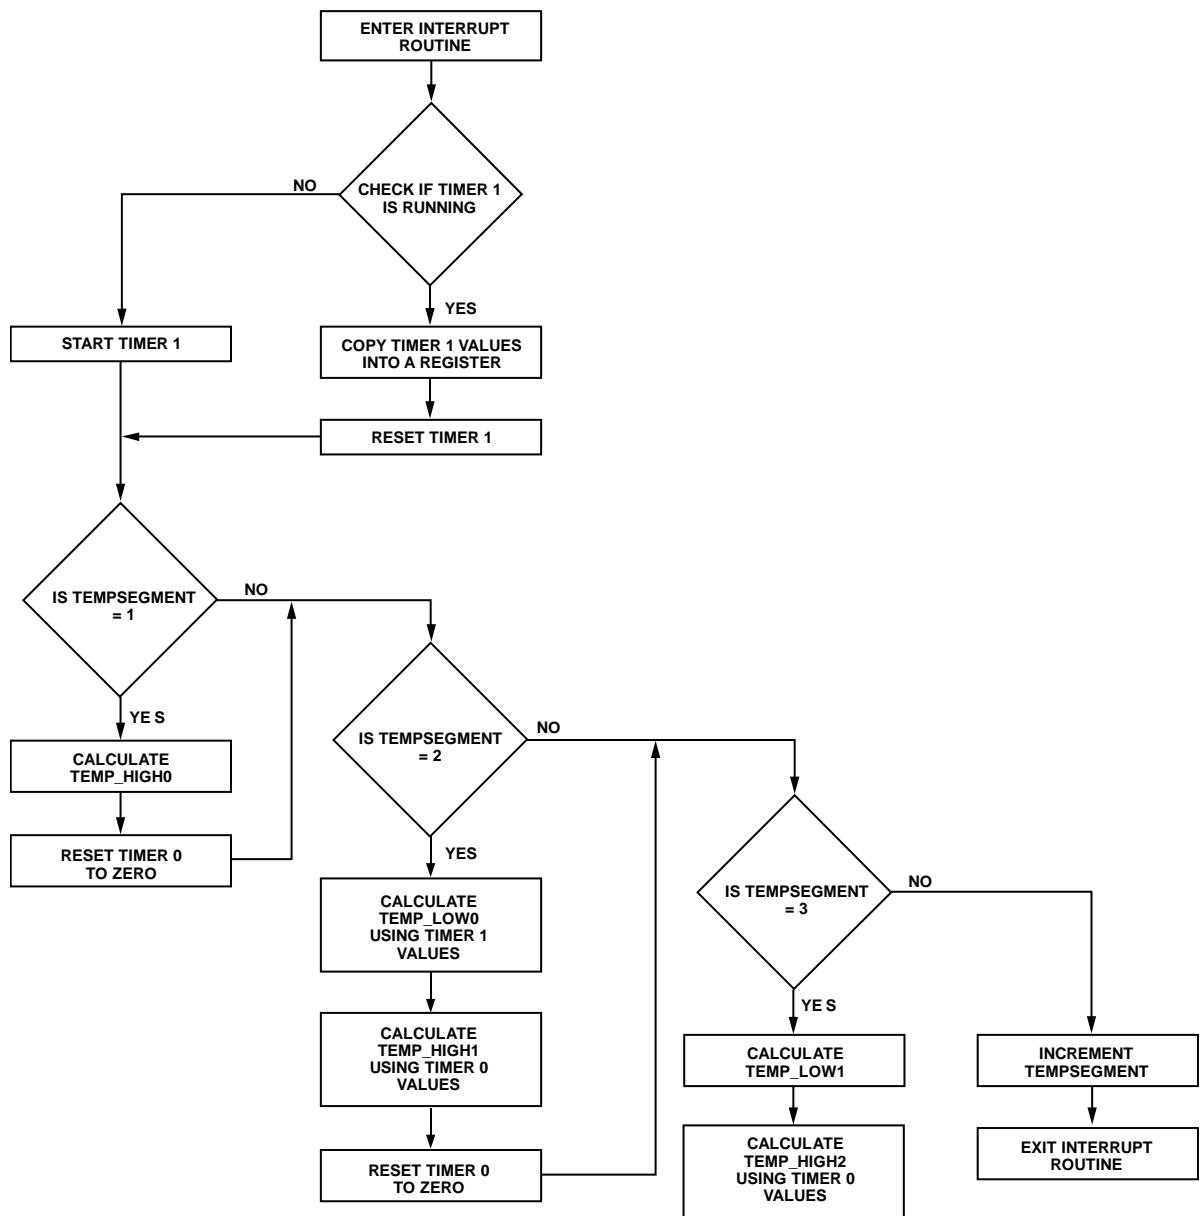 ENTER INTERRUPT
ROUTINE
CHECK IF TIMER 1
IS RUNNING
NO
YES
START TIMER 1
COPY TIMER 1 VALUES
INTO A REGISTER
RESET TIMER 1
IS TEMPSEGMENT
= 1
NO
YE S
CALCULATE
TEMP_HIGH0
RESET TIMER 0
TO ZERO
IS TEMPSEGMENT
= 2
NO
YES
CALCULATE
TEMP_LOW0
USING TIMER 1
VALUES
CALCULATE
TEMP_HIGH1
USING TIMER 0
VALUES
RESET TIMER 0
TO ZERO
IS TEMPSEGMENT
= 3
NO
YE S
CALCULATE
TEMP_LOW1
CALCULATE
TEMP_HIGH2
USING TIMER 0
VALUES
INCREMENT
TEMPSEGMENT
EXIT INTERRUPT
ROUTINE